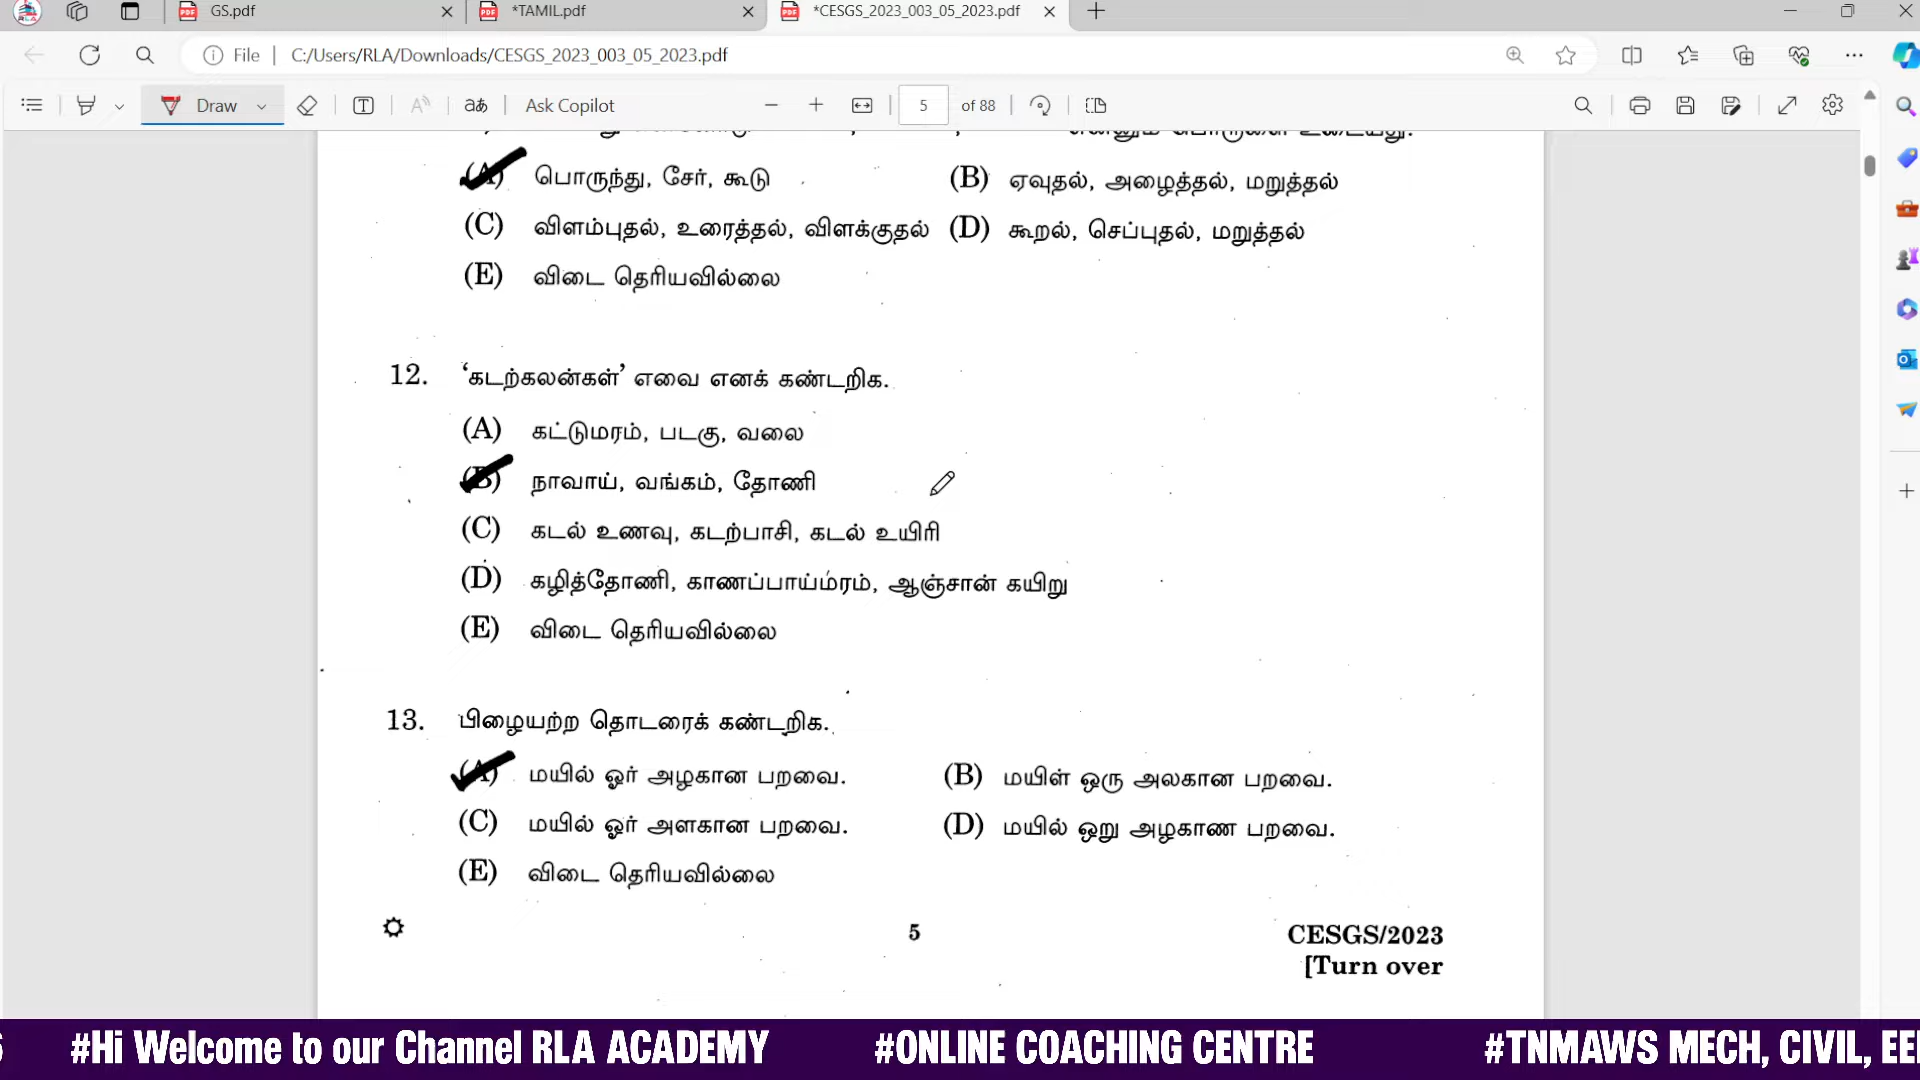 GS.pdf *TAMIL.pdf *CESGS_2023_003_05_2023.pdf
File C:/Users/RLA/Downloads/CESGS_2023_003_05_2023.pdf
Draw Ask Copilot 5 of 88
என்னும் பொருளை உடையது.
(A) பொருந்து, சேர், கூடு (B) ஏவுதல், அழைத்தல், மறுத்தல்
(C) விளம்புதல், உரைத்தல், விளக்குதல் (D) கூறல், செப்புதல், மறுத்தல்
(E) விடை தெரியவில்லை
12. ‘கடற்கலன்கள்’ எவை எனக் கண்டறிக.
(A) கட்டுமரம், படகு, வலை
(B) நாவாய், வங்கம், தோணி
(C) கடல் உணவு, கடற்பாசி, கடல் உயிரி
(D) கழித்தோணி, காணப்பாய்ம்ரம், ஆஞ்சான் கயிறு
(E) விடை தெரியவில்லை
13. பிழையற்ற தொடரைக் கண்டறிக.
(A) மயில் ஓர் அழகான பறவை. (B) மயிள் ஒரு அலகான பறவை.
(C) மயில் ஓர் அளகான பறவை. (D) மயில் ஒறு அழகாண பறவை.
(E) விடை தெரியவில்லை
5 CESGS/2023
[Turn over
#Hi Welcome to our Channel RLA ACADEMY #ONLINE COACHING CENTRE #TNMAWS MECH, CIVIL,